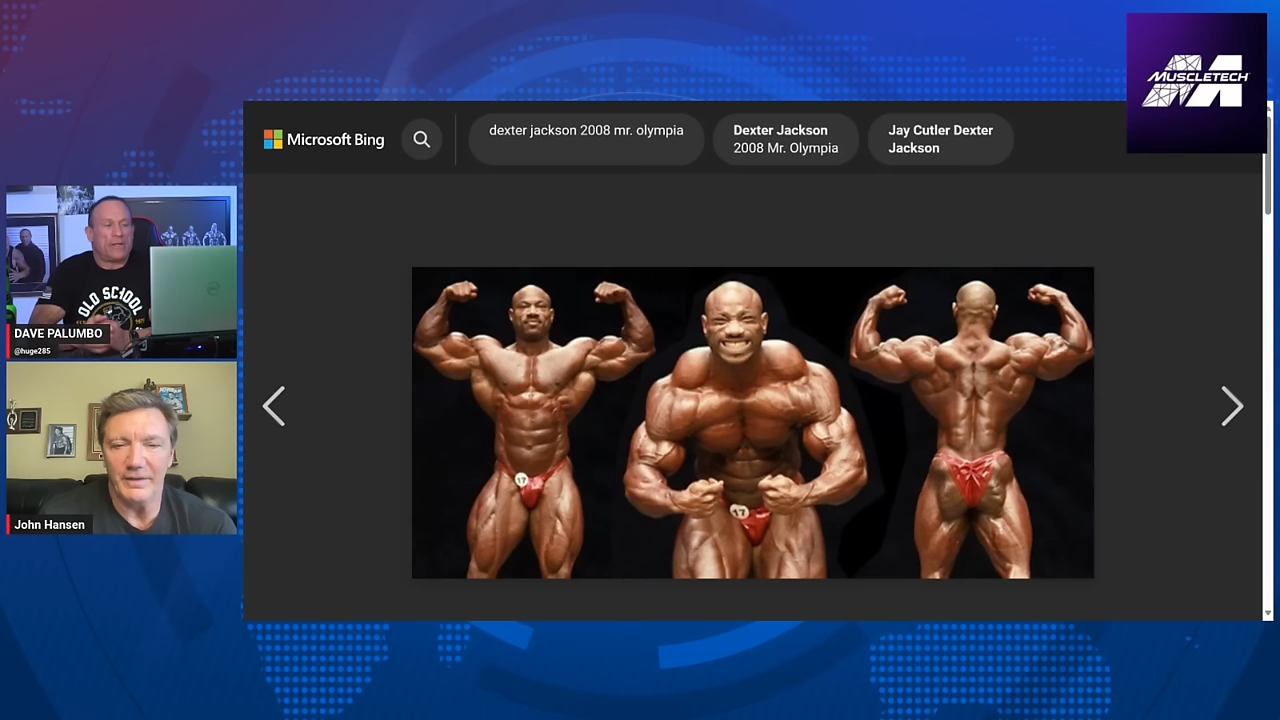 MUSCLETECH
Microsoft Bing
dexter jackson 2008 mr. olympia
Dexter Jackson
2008 Mr. Olympia
Jay Cutler Dexter
Jackson
OLD SCHOOL
DAVE PALUMBO
@huge285
17
17
John Hansen